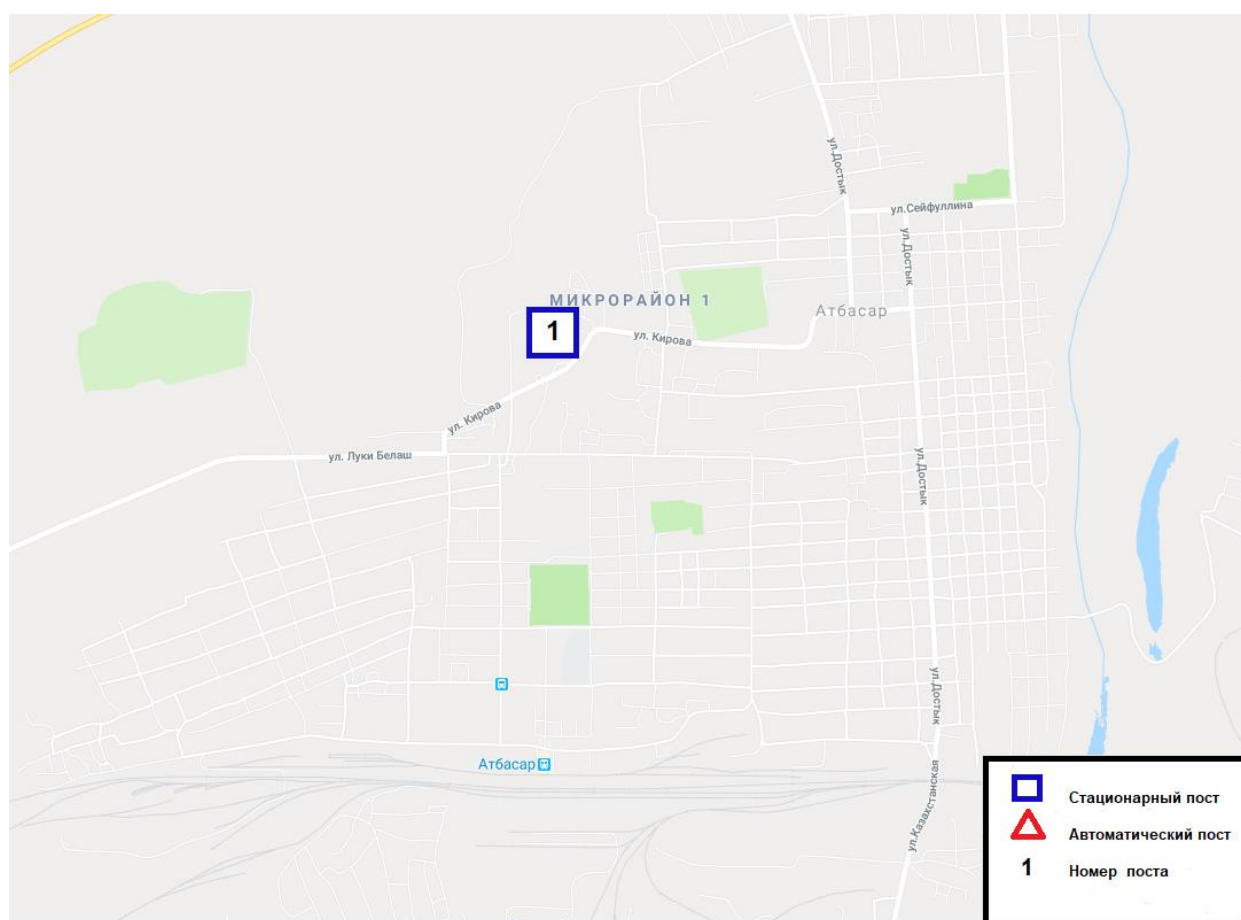 ул.Достык
ул.Сейфуллина
ул.Достык
МИКРОРАЙОН 1
Атбасар
1
ул. Кирова
ул. Кирова
ул. Луки Белаш
ул.Достык
ул.Достык
Атбасар
ул.Казахстанская
Стационарный пост
Автоматический пост
1 Номер поста